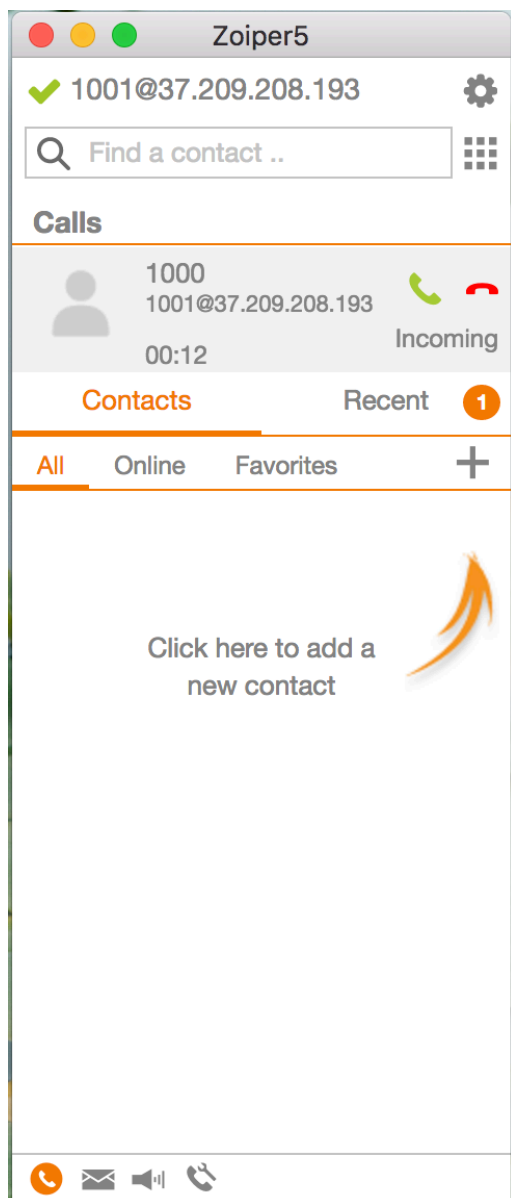 Zoiper5
1001@37.209.208.193
Find a contact ..
Calls
1000
1001@37.209.208.193
00:12
Incoming
Contacts Recent 1
All Online Favorites
Click here to add a
new contact